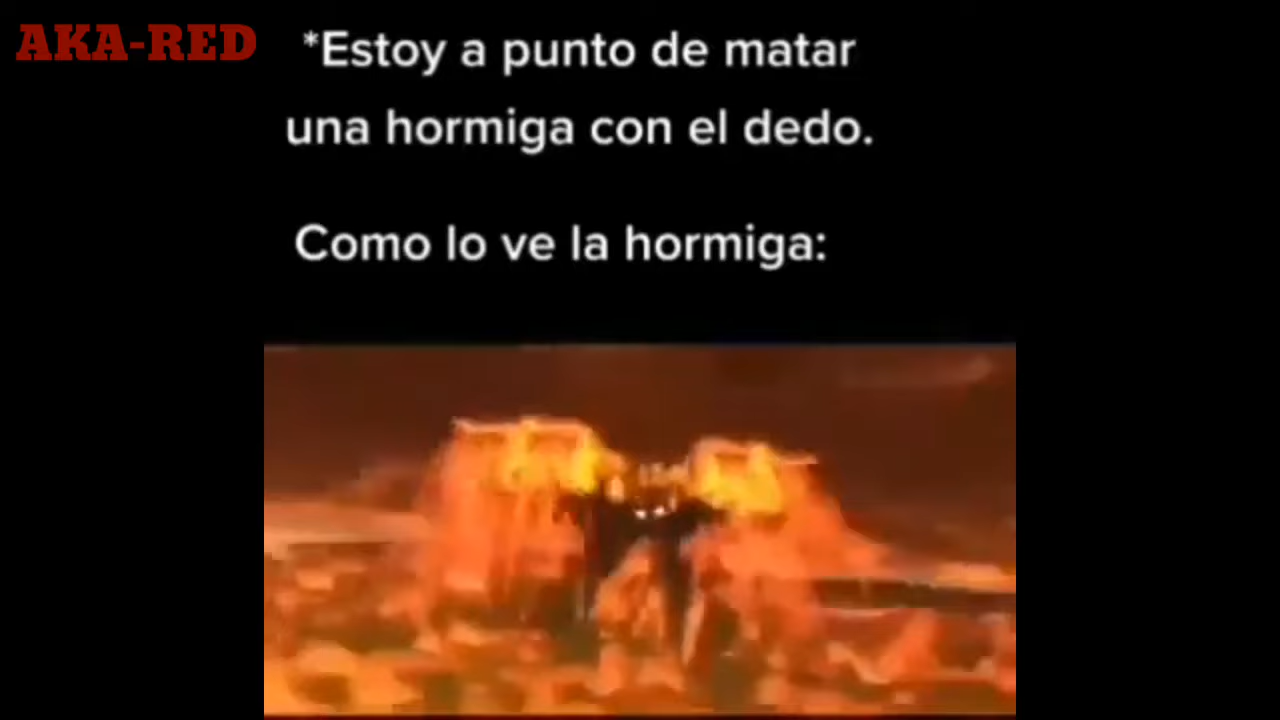 AKA-RED
*Estoy a punto de matar
una hormiga con el dedo.
Como lo ve la hormiga: